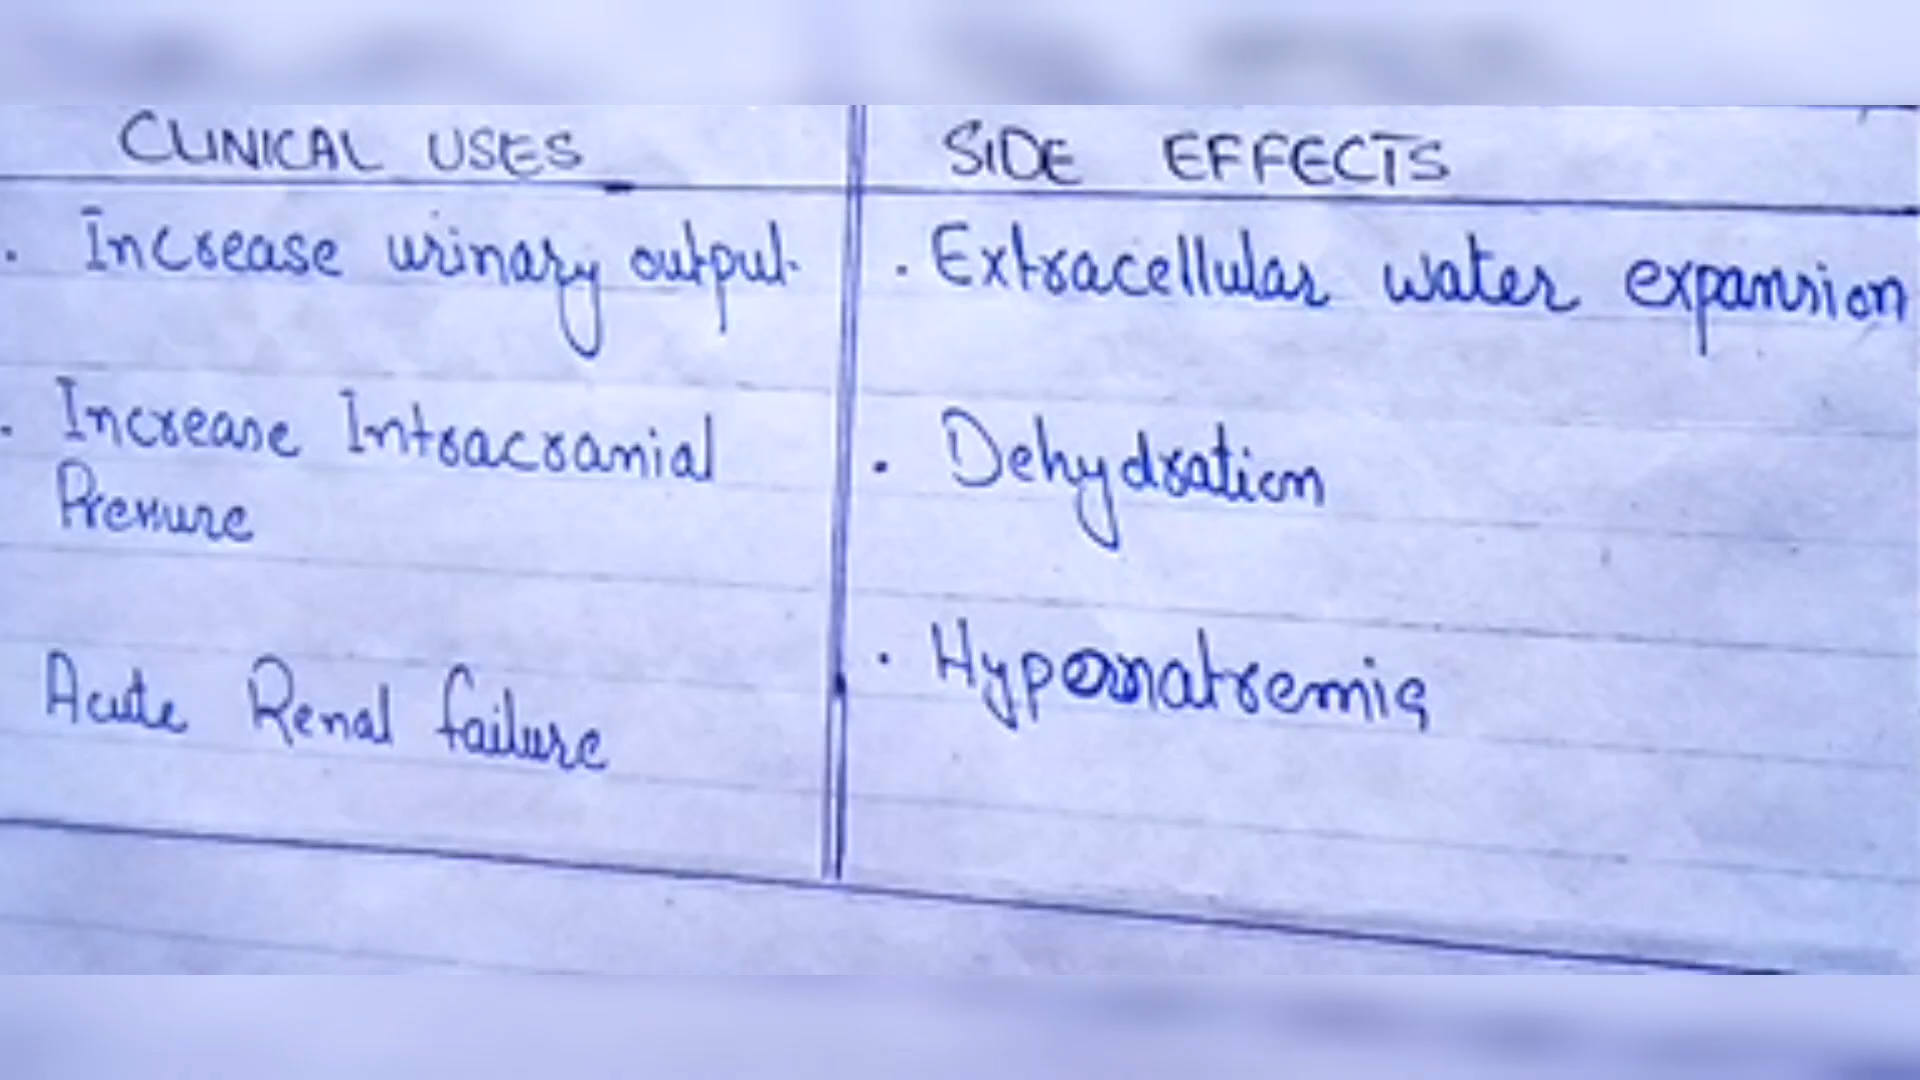 CLINICAL USES
SIDE EFFECTS
. Increase urinary output.
. Extracellular water expansion
. Increase Intracranial
Pressure
. Dehydration
Acute Renal failure
. Hypernatremia